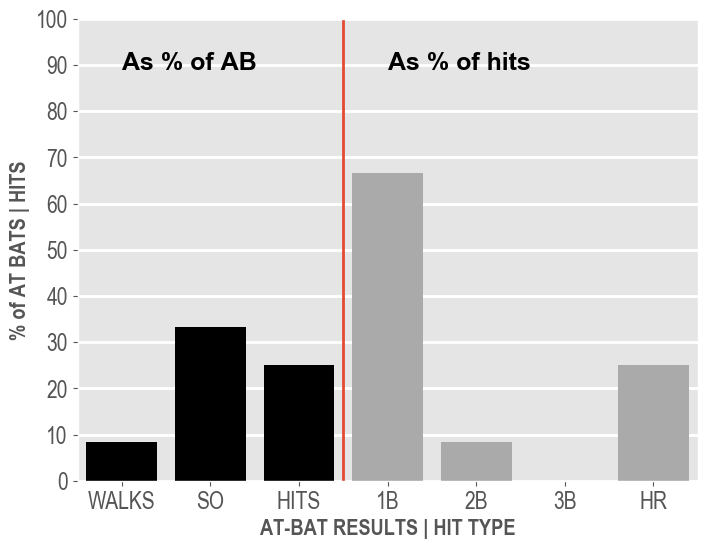 100
90
80
70
60
50
40
30
20
10
0
% of AT BATS | HITS
As % of AB
As % of hits
WALKS SO HITS 1B 2B 3B HR
AT-BAT RESULTS | HIT TYPE